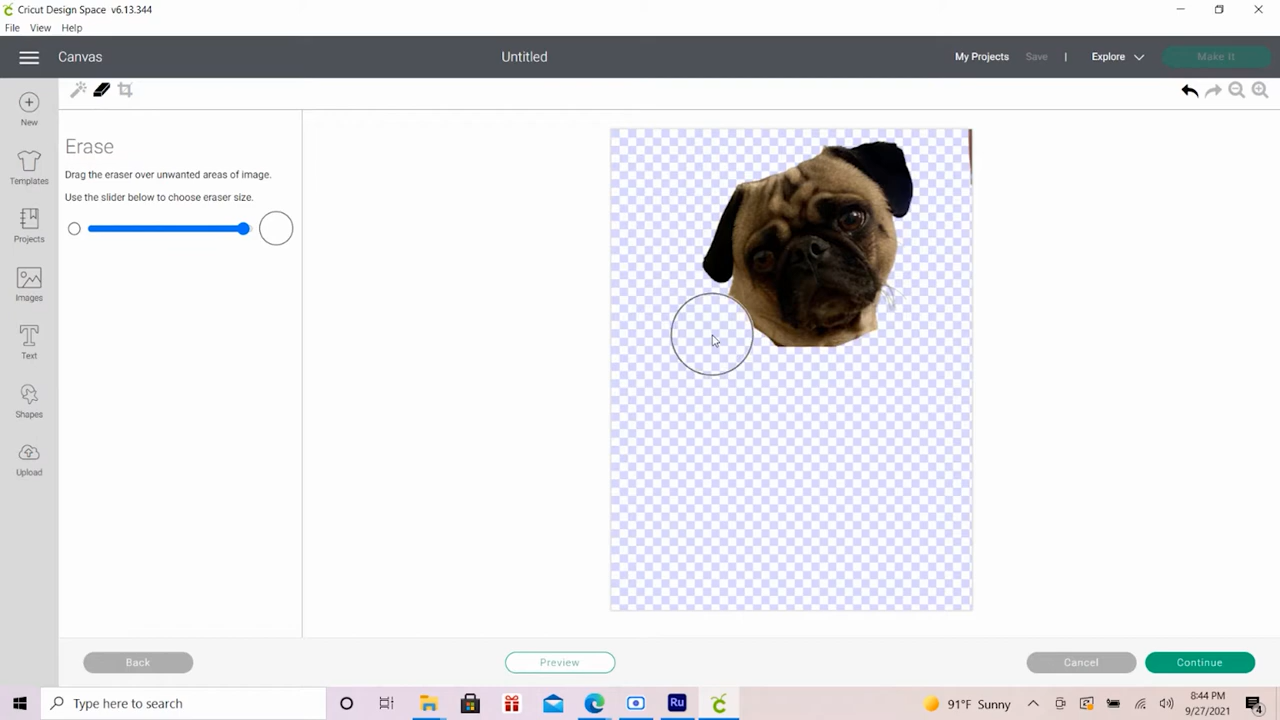 Cricut Design Space v6.13.344
File View Help
Canvas
Untitled
My Projects Save | Explore Make It
New
Templates
Projects
Images
Text
Shapes
Upload
Erase
Drag the eraser over unwanted areas of image.
Use the slider below to choose eraser size.
Back
Preview
Cancel
Continue
Type here to search
Ru
91°F Sunny
8:44 PM
9/27/2021
4